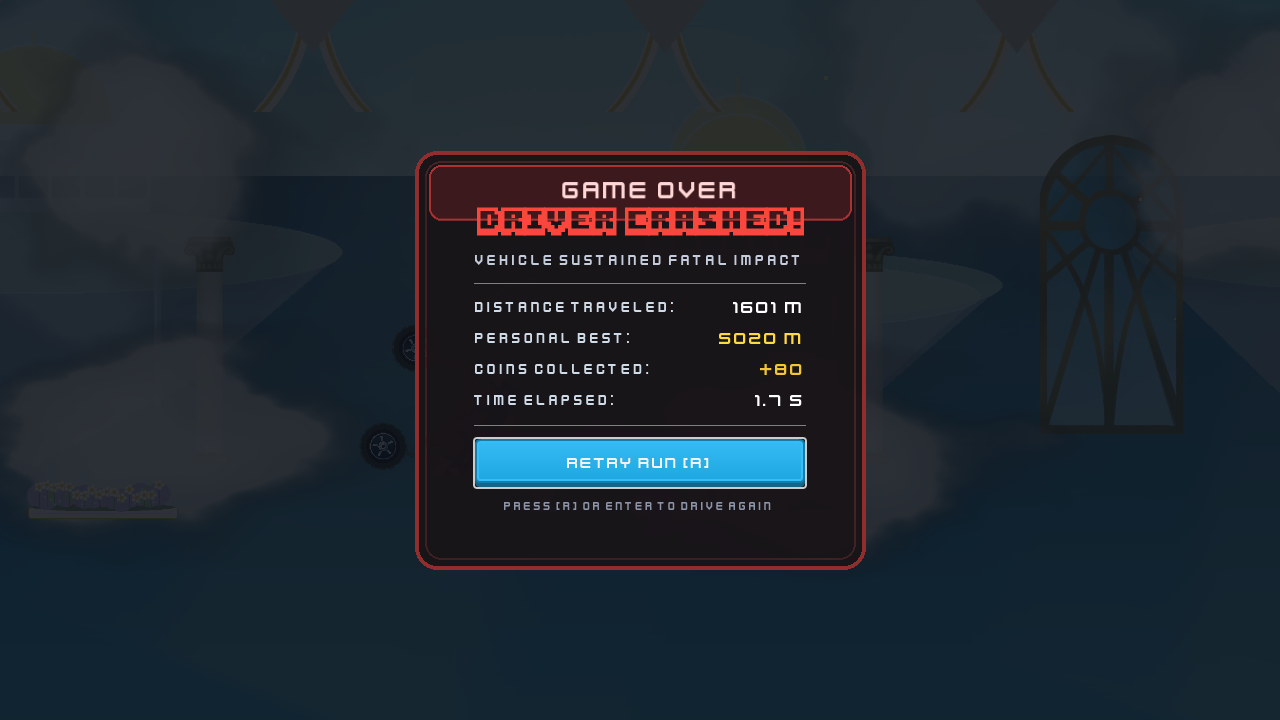 GAME OVER
DRIVER CRASHED!
VEHICLE SUSTAINED FATAL IMPACT
DISTANCE TRAVELED: 1601 M
PERSONAL BEST: 5020 M
COINS COLLECTED: +80
TIME ELAPSED: 1.7 S
RETRY RUN [R]
PRESS [R] OR ENTER TO DRIVE AGAIN